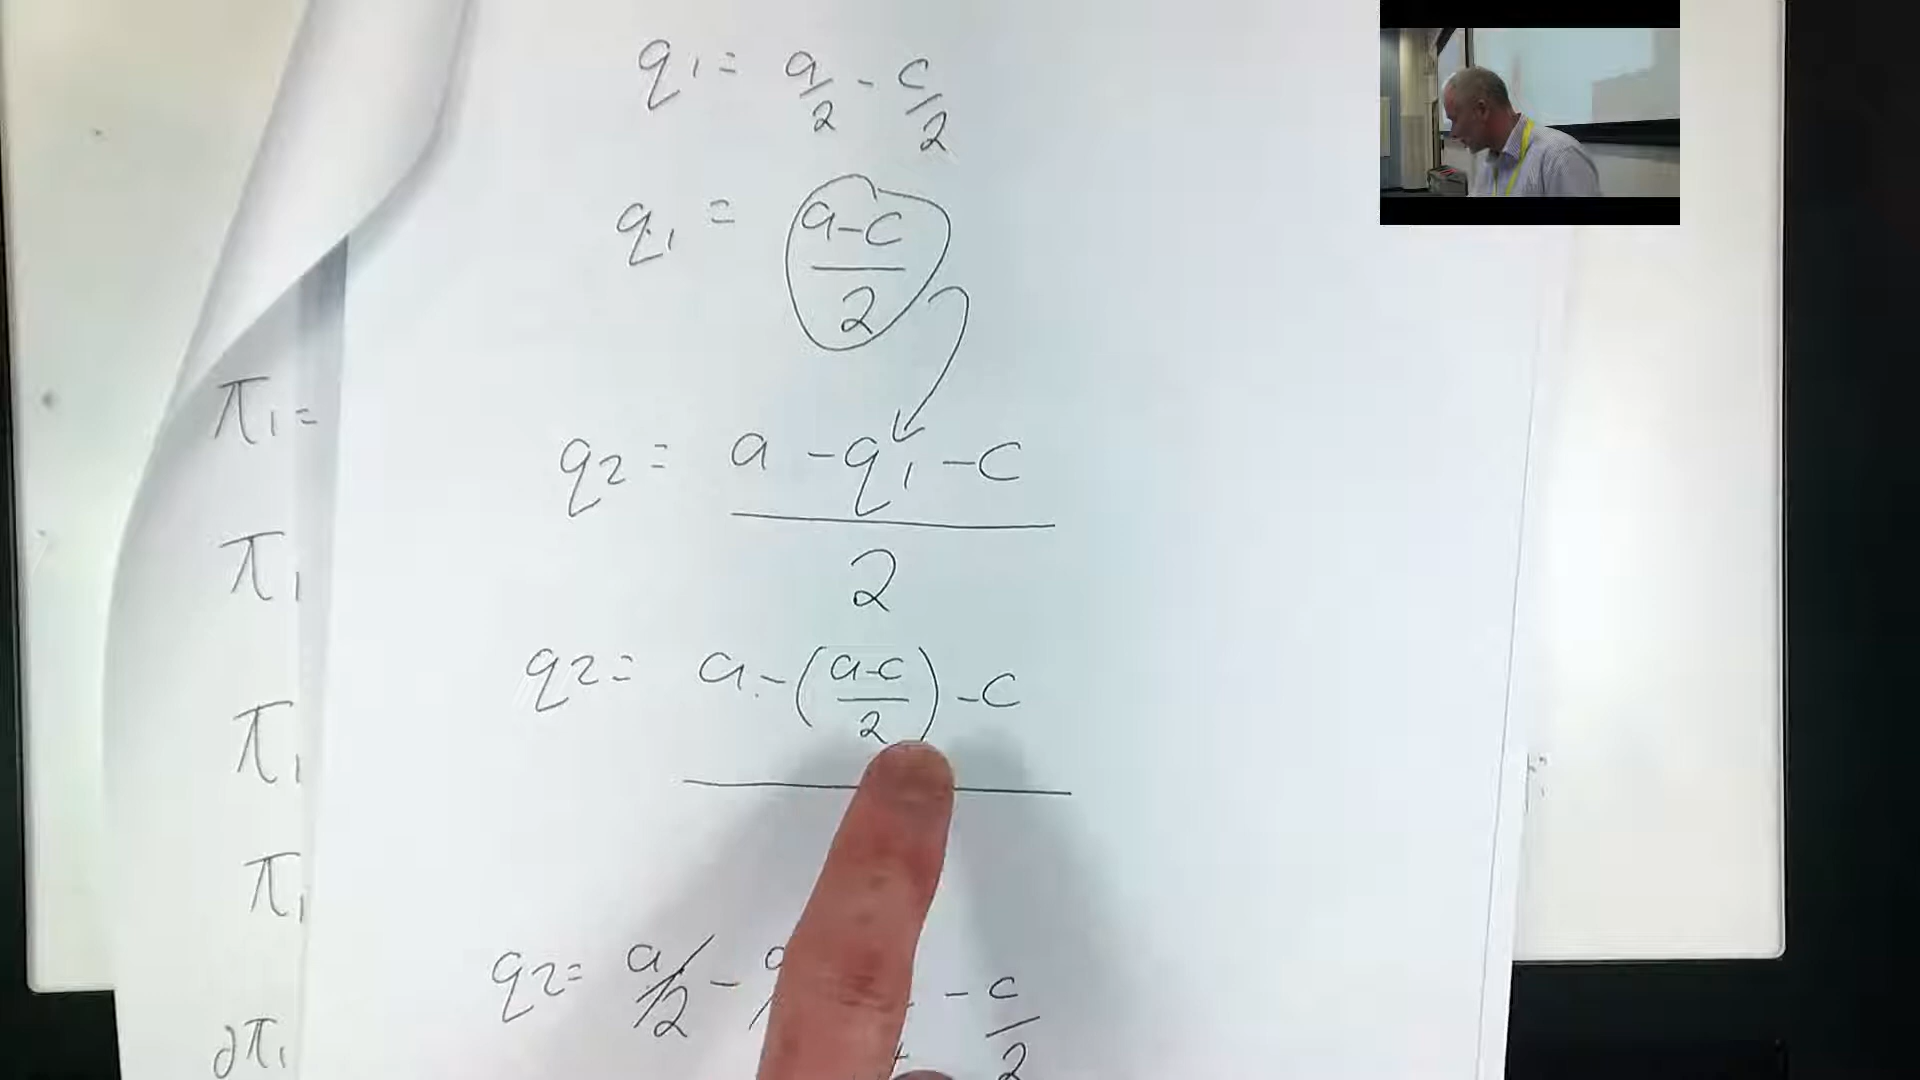 q1 = a/2 - c/2
q1 = a-c
2
π1 =
q2 = a - q1 - c
2
π1
q2 = a - (a-c/2) - c
π1
π1
q2 = a/2 - - c/2
∂π1